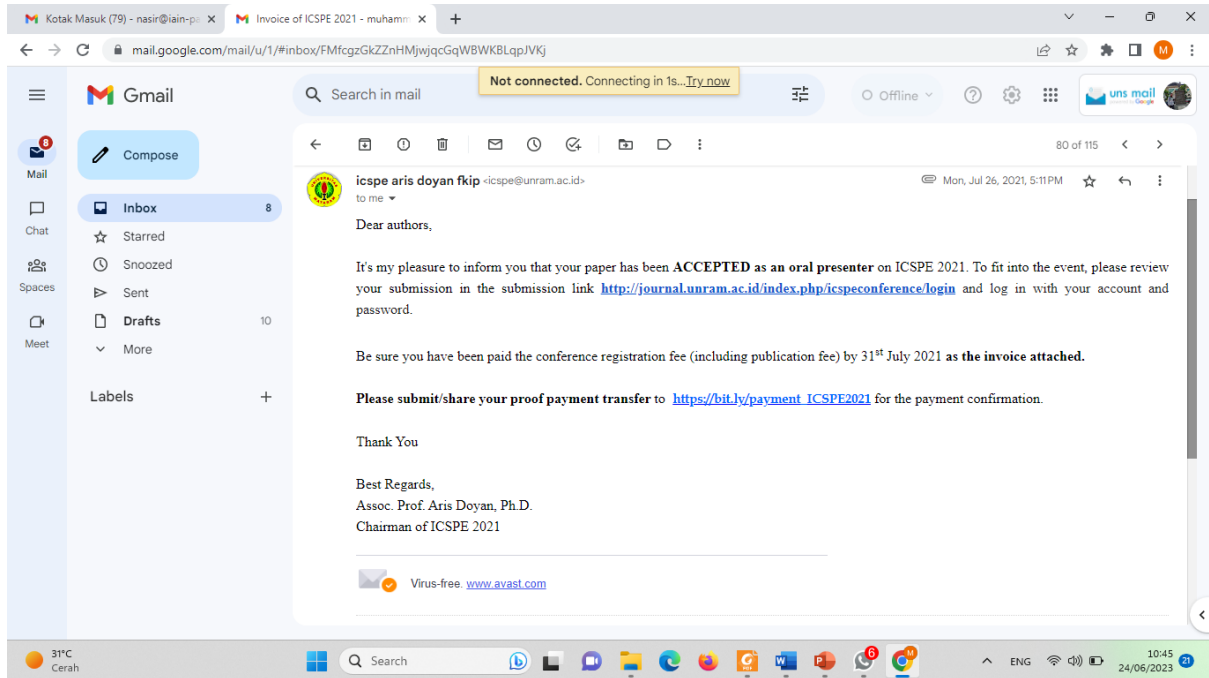 Kotak Masuk (79) - nasir@iain-pa
Invoice of ICSPE 2021 - muhamm
mail.google.com/mail/u/1/#inbox/FMfcgzGkZZnHMjwjqcGqWBWKBLqpJVKj
M
Not connected. Connecting in 1s... Try now
Gmail
Search in mail
Offline
uns mail
powered by Google
8
Mail
Chat
Spaces
Meet
Compose
Inbox 8
Starred
Snoozed
Sent
Drafts 10
More
Labels
80 of 115
icspe aris doyan fkip <icspe@unram.ac.id>
Mon, Jul 26, 2021, 5:11 PM
to me
Dear authors,
It's my pleasure to inform you that your paper has been ACCEPTED as an oral presenter on ICSPE 2021. To fit into the event, please review
your submission in the submission link http://journal.unram.ac.id/index.php/icspeconference/login and log in with your account and
password.
Be sure you have been paid the conference registration fee (including publication fee) by 31st July 2021 as the invoice attached.
Please submit/share your proof payment transfer to https://bit.ly/payment_ICSPE2021 for the payment confirmation.
Thank You
Best Regards,
Assoc. Prof. Aris Doyan, Ph.D.
Chairman of ICSPE 2021
Virus-free. www.avast.com
31°C
Cerah
Search
6
ENG
10:45
24/06/2023
21